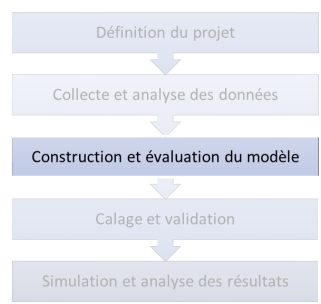 Définition du projet
Collecte et analyse des données
Construction et évaluation du modèle
Calage et validation
Simulation et analyse des résultats